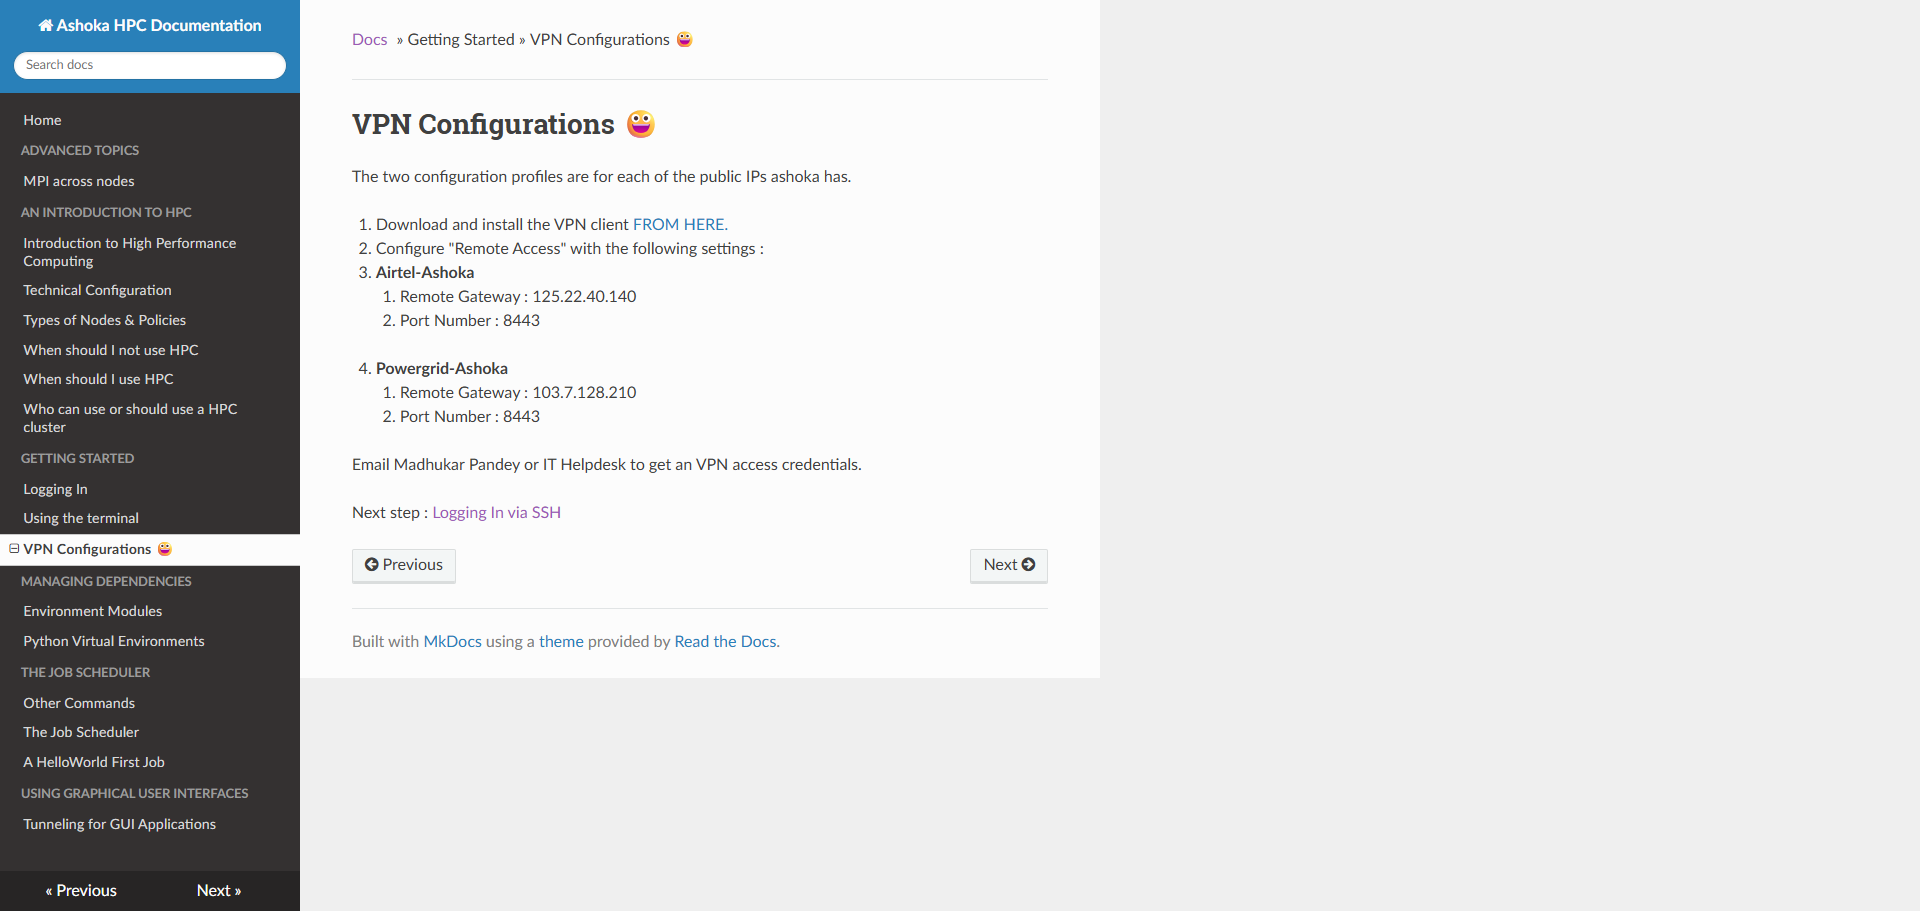 Ashoka HPC Documentation
Search docs
Home
ADVANCED TOPICS
MPI across nodes
AN INTRODUCTION TO HPC
Introduction to High Performance
Computing
Technical Configuration
Types of Nodes & Policies
When should I not use HPC
When should I use HPC
Who can use or should use a HPC
cluster
GETTING STARTED
Logging In
Using the terminal
VPN Configurations 😀
MANAGING DEPENDENCIES
Environment Modules
Python Virtual Environments
THE JOB SCHEDULER
Other Commands
The Job Scheduler
A HelloWorld First Job
USING GRAPHICAL USER INTERFACES
Tunneling for GUI Applications
« Previous Next »
Docs » Getting Started » VPN Configurations 😀
VPN Configurations 😀
The two configuration profiles are for each of the public IPs ashoka has.
1. Download and install the VPN client FROM HERE.
2. Configure "Remote Access" with the following settings :
3. Airtel-Ashoka
1. Remote Gateway : 125.22.40.140
2. Port Number : 8443
4. Powergrid-Ashoka
1. Remote Gateway : 103.7.128.210
2. Port Number : 8443
Email Madhukar Pandey or IT Helpdesk to get an VPN access credentials.
Next step : Logging In via SSH
Previous Next
Built with MkDocs using a theme provided by Read the Docs.